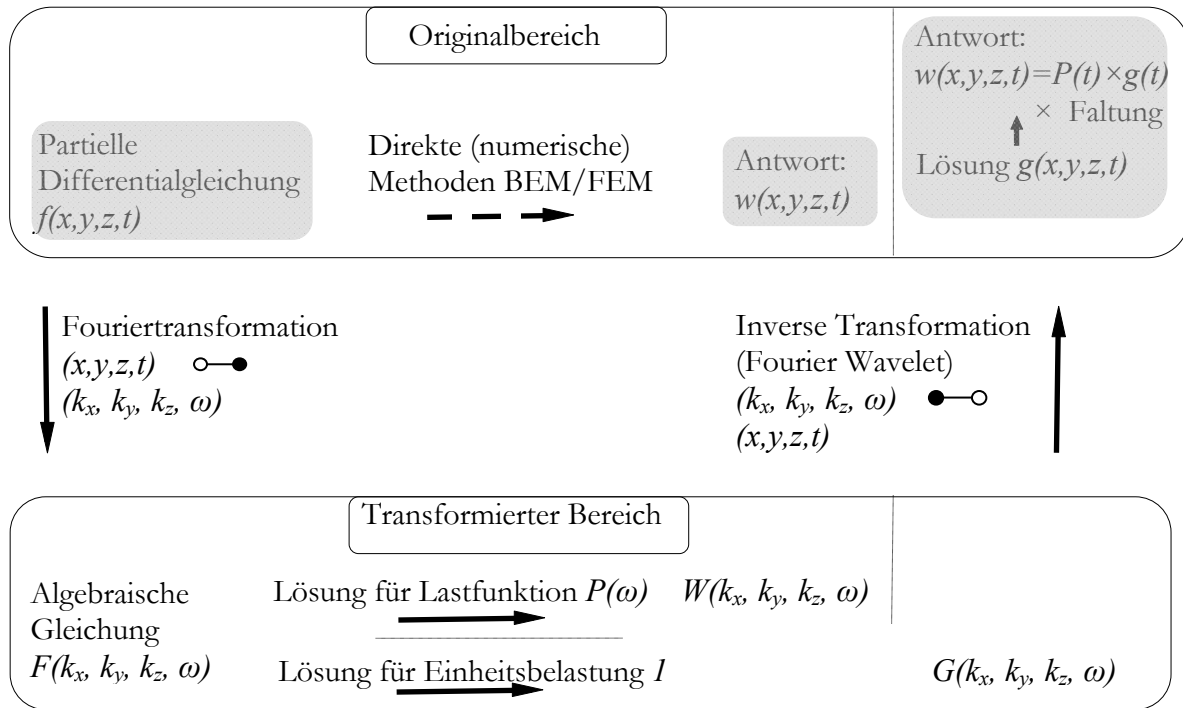 Originalbereich
Partielle
Differentialgleichung
f(x,y,z,t)
Direkte (numerische)
Methoden BEM/FEM
Antwort:
w(x,y,z,t)
Antwort:
w(x,y,z,t)=P(t)×g(t)
× Faltung
Lösung g(x,y,z,t)
Fouriertransformation
(x,y,z,t)
(kx, ky, kz, ω)
Inverse Transformation
(Fourier Wavelet)
(kx, ky, kz, ω)
(x,y,z,t)
Transformierter Bereich
Algebraische
Gleichung
F(kx, ky, kz, ω)
Lösung für Lastfunktion P(ω) W(kx, ky, kz, ω)
Lösung für Einheitsbelastung 1
G(kx, ky, kz, ω)